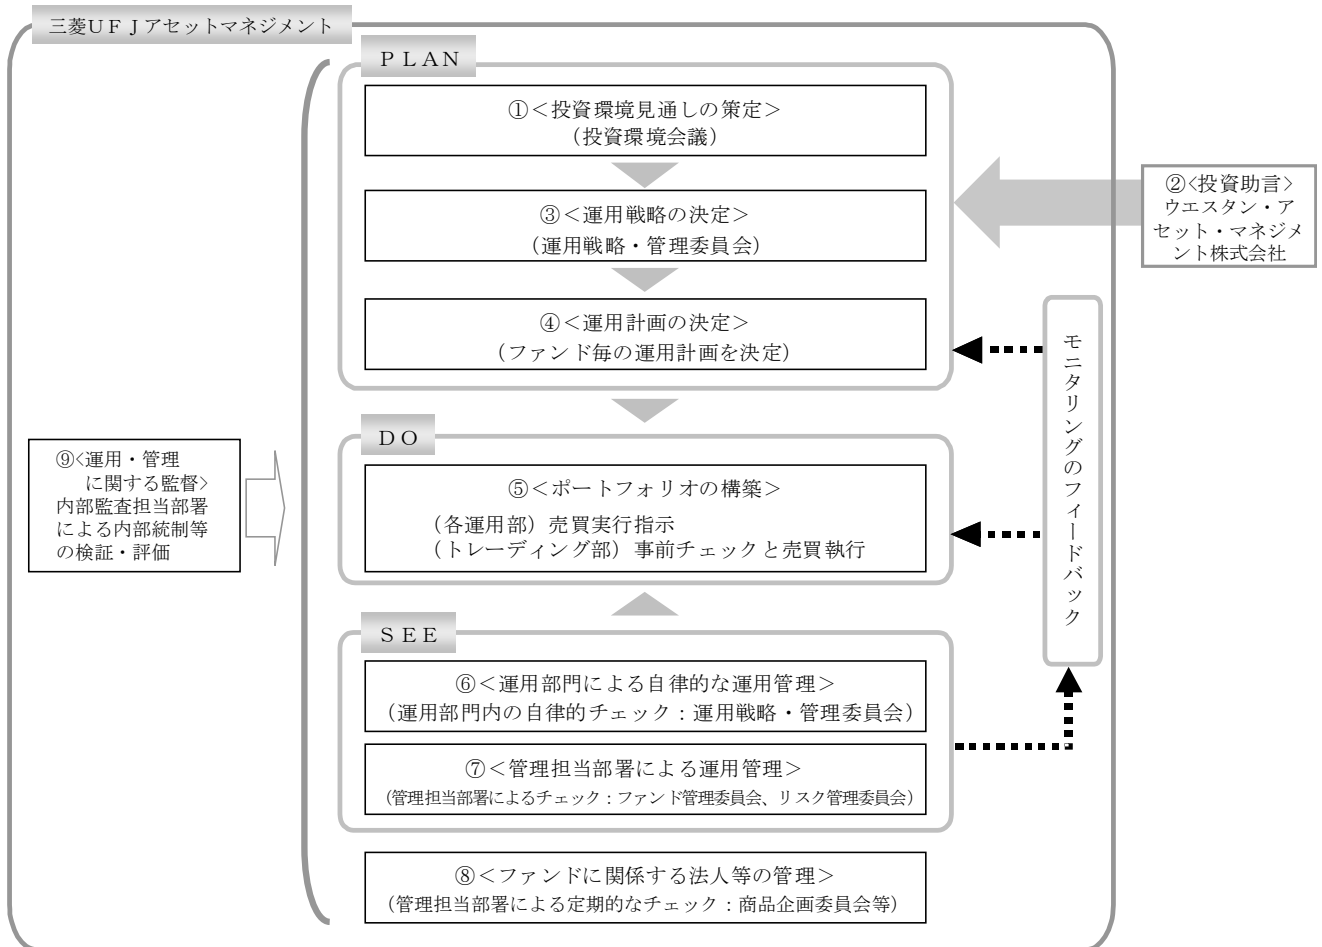 三菱ＵＦＪアセットマネジメント
ＰＬＡＮ
①＜投資環境見通しの策定＞
（投資環境会議）
②<投資助言>
ウエスタン・ア
セット・マネジメ
ント株式会社
③＜運用戦略の決定＞
（運用戦略・管理委員会）
④＜運用計画の決定＞
（ファンド毎の運用計画を決定）
モニタリングのフィードバック
ＤＯ
⑤＜ポートフォリオの構築＞
（各運用部）売買実行指示
（トレーディング部）事前チェックと売買執行
⑨<運用・管理
に関する監督>
内部監査担当部署
による内部統制等
の検証・評価
ＳＥＥ
⑥＜運用部門による自律的な運用管理＞
（運用部門内の自律的チェック：運用戦略・管理委員会）
⑦＜管理担当部署による運用管理＞
（管理担当部署によるチェック：ファンド管理委員会、リスク管理委員会）
⑧＜ファンドに関係する法人等の管理＞
（管理担当部署による定期的なチェック：商品企画委員会等）